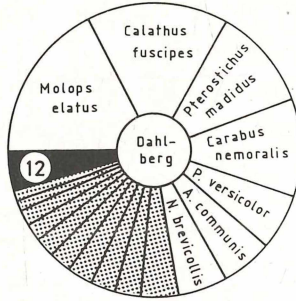 Calathus
fuscipes
Molops
elatus
Pterostichus
madidus
Carabus
nemoralis
P. versicolor
A. communis
N. brevicollis
Dahl-
berg
12